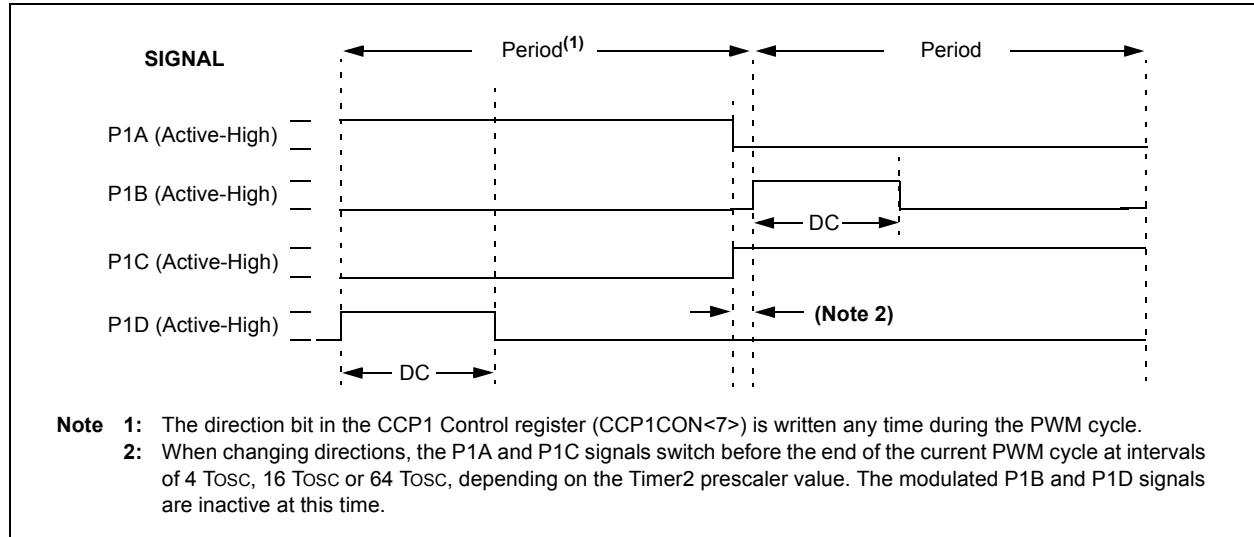 SIGNAL
Period(1)
Period
P1A (Active-High)
P1B (Active-High)
DC
P1C (Active-High)
P1D (Active-High)
(Note 2)
DC
Note 1: The direction bit in the CCP1 Control register (CCP1CON<7>) is written any time during the PWM cycle.
2: When changing directions, the P1A and P1C signals switch before the end of the current PWM cycle at intervals
of 4 TOSC, 16 TOSC or 64 TOSC, depending on the Timer2 prescaler value. The modulated P1B and P1D signals
are inactive at this time.